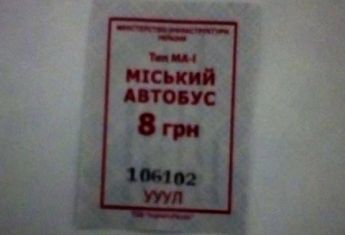 МІНІСТЕРСТВО ІНФРАСТРУКТУРИ
УКРАЇНИ
Тип МА-І
МІСЬКИЙ
АВТОБУС
8 грн
106102
УУУЛ